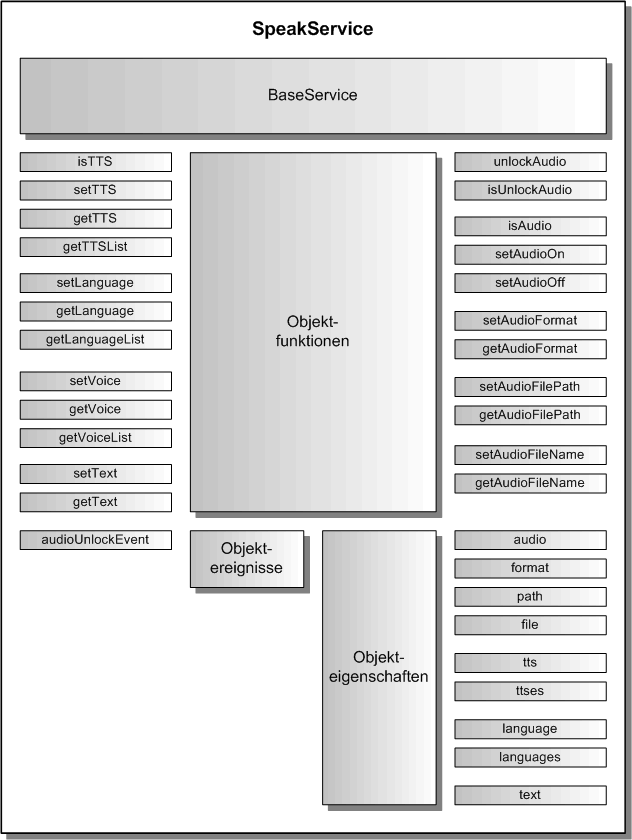 SpeakService
BaseService
isTTS
setTTS
getTTS
getTTSList
setLanguage
getLanguage
getLanguageList
setVoice
getVoice
getVoiceList
setText
getText
Objekt-
funktionen
unlockAudio
isUnlockAudio
isAudio
setAudioOn
setAudioOff
setAudioFormat
getAudioFormat
setAudioFilePath
getAudioFilePath
setAudioFileName
getAudioFileName
audioUnlockEvent
Objekt-
ereignisse
Objekt-
eigenschaften
audio
format
path
file
tts
ttses
language
languages
text